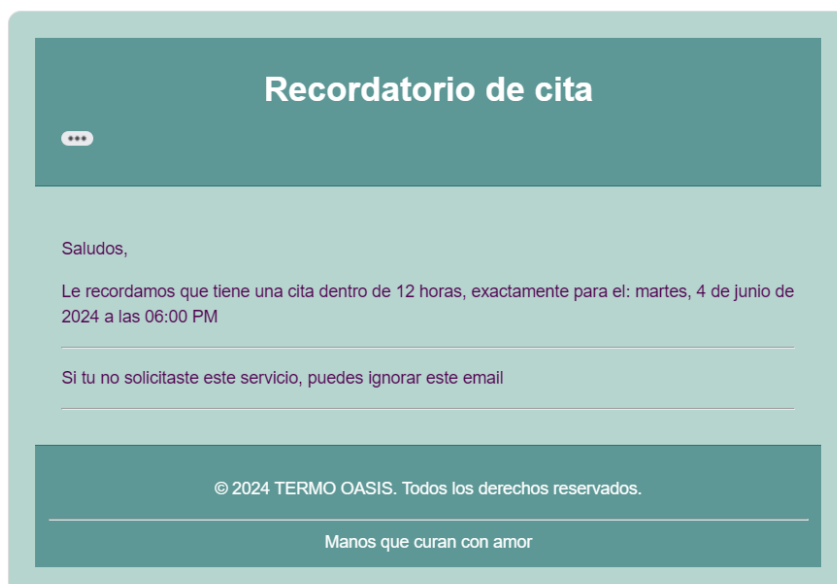 Recordatorio de cita
Saludos,
Le recordamos que tiene una cita dentro de 12 horas, exactamente para el: martes, 4 de junio de
2024 a las 06:00 PM
Si tu no solicitaste este servicio, puedes ignorar este email
© 2024 TERMO OASIS. Todos los derechos reservados.
Manos que curan con amor